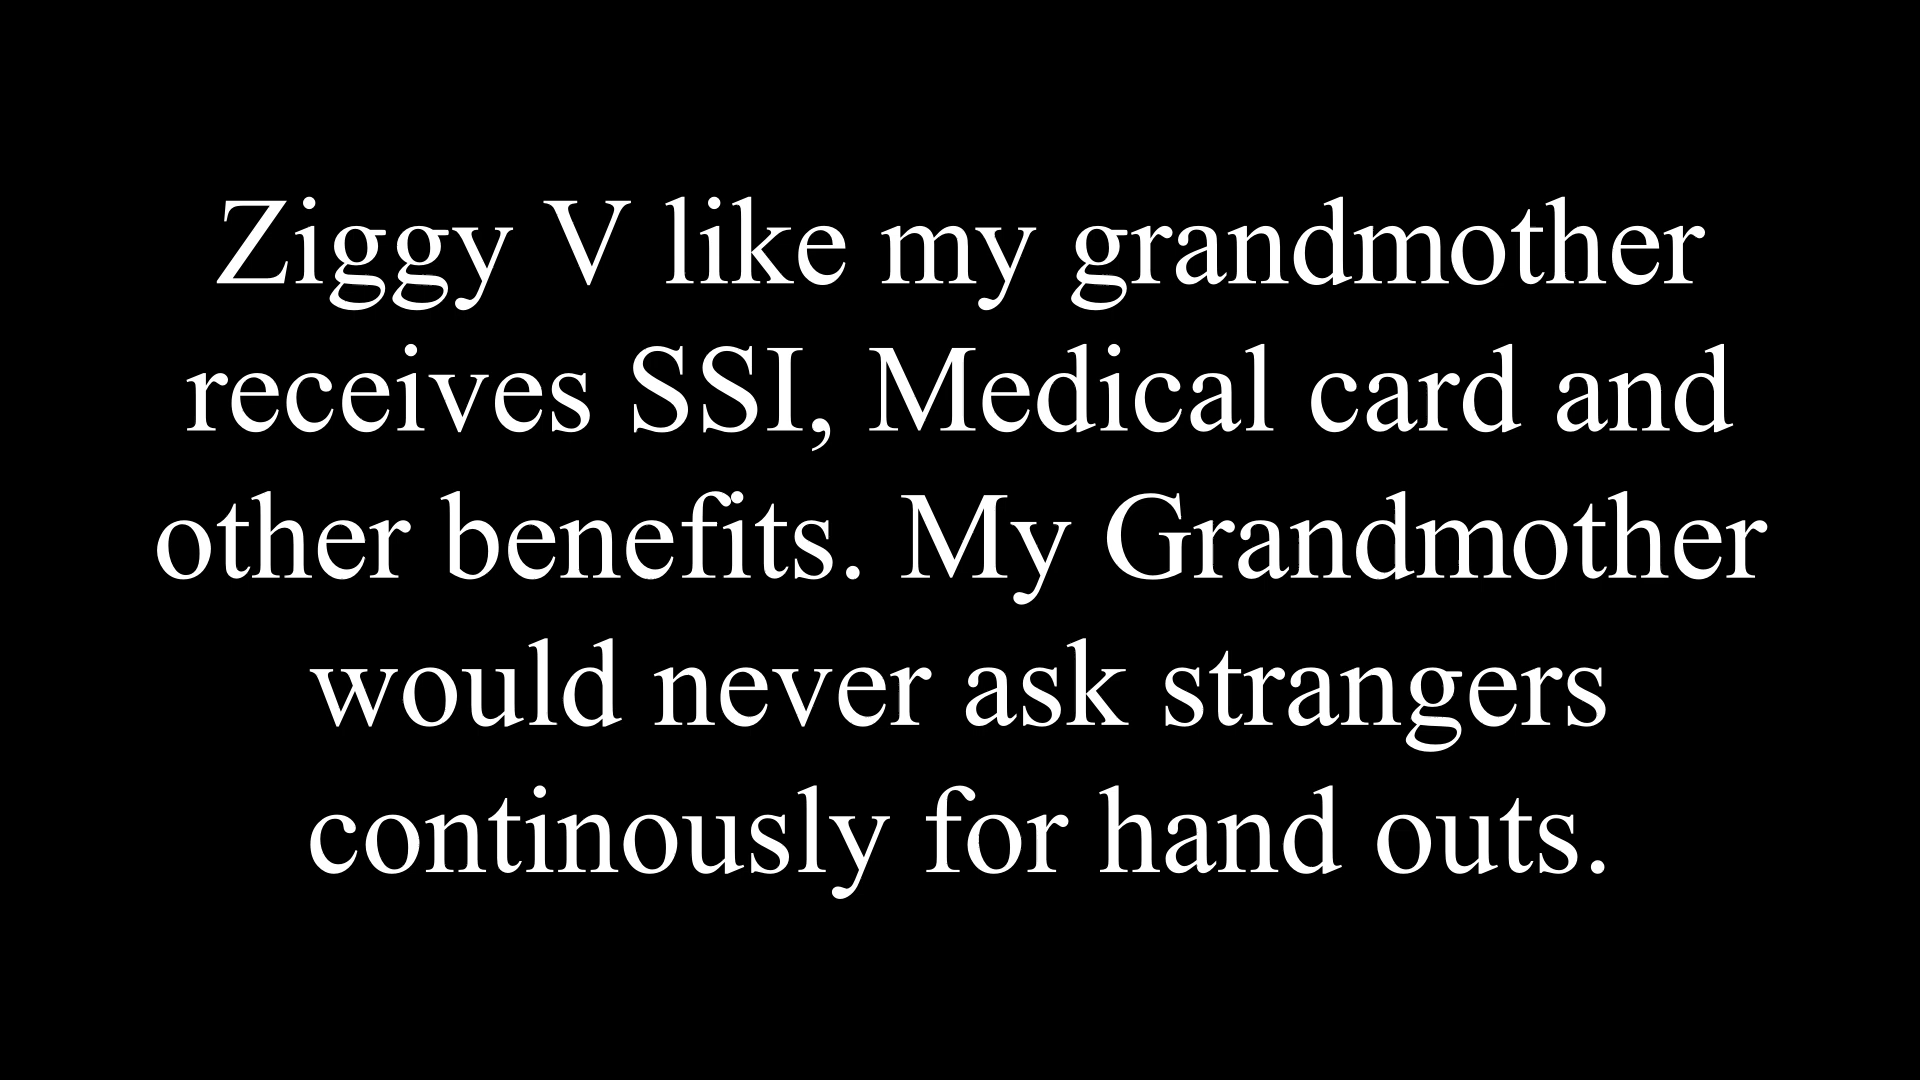 Ziggy V like my grandmother
receives SSI, Medical card and
other benefits. My Grandmother
would never ask strangers
continously for hand outs.